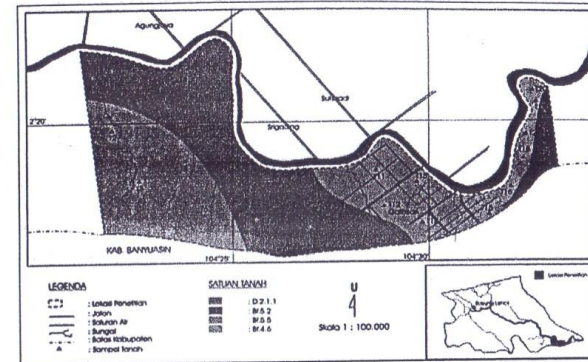 Agungjaya
2°20'
Srigading
KAB. BANYUASIN
104°25'
104°30'
LEGENDA
: Lokasi Penelitian
: Jalan
: Saluran Air
: Sungai
: Batas Kabupaten
: Sampel Tanah
SATUAN TANAH
: D.2.1.1
: Bf.5.2
: Bf.5.5
: Bf.4.6
U
Skala 1 : 100.000
Lokasi Penelitian